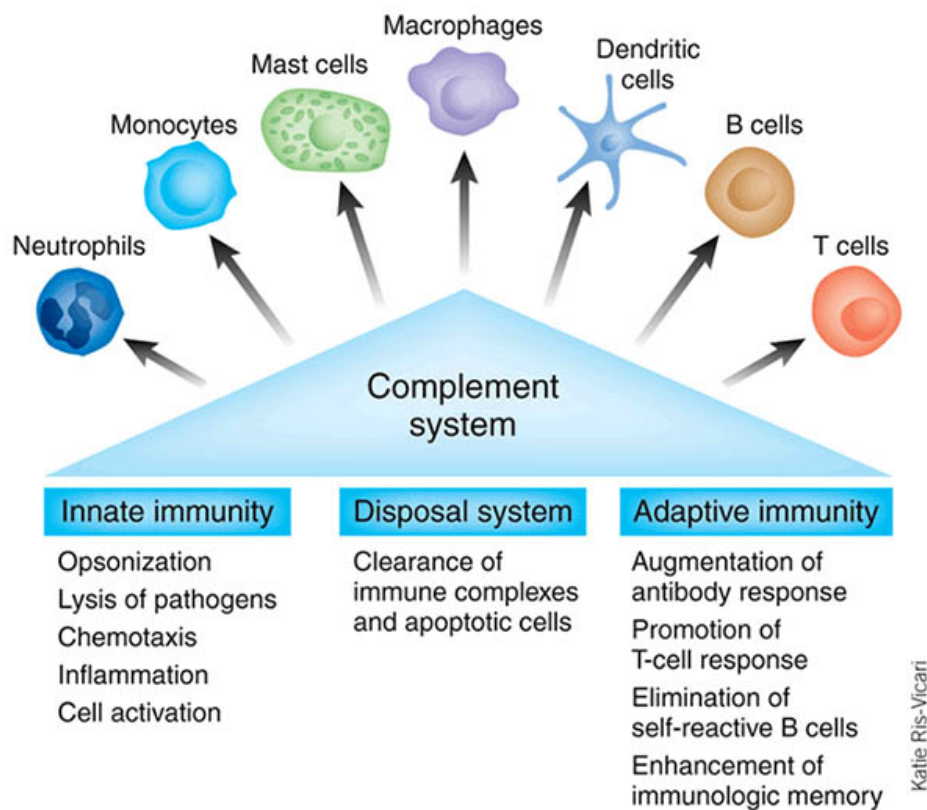 Macrophages
Dendritic
cells
Mast cells
Monocytes
B cells
Neutrophils
T cells
Complement
system
Innate immunity
Opsonization
Lysis of pathogens
Chemotaxis
Inflammation
Cell activation
Disposal system
Clearance of
immune complexes
and apoptotic cells
Adaptive immunity
Augmentation of
antibody response
Promotion of
T-cell response
Elimination of
self-reactive B cells
Enhancement of
immunologic memory
Katie Ris-Vicari